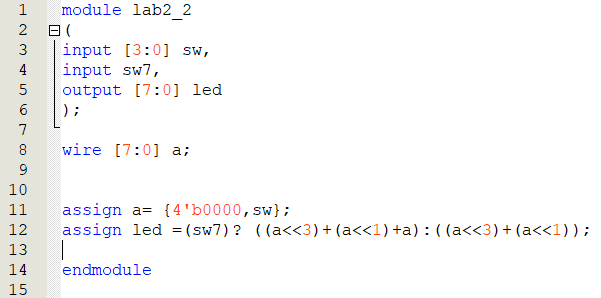 1 module lab2_2
2 (
3 input [3:0] sw,
4 input sw7,
5 output [7:0] led
6 );
7
8 wire [7:0] a;
9
10
11 assign a= {4'b0000,sw};
12 assign led =(sw7)? ((a<<3)+(a<<1)+a):((a<<3)+(a<<1));
13
14 endmodule
15